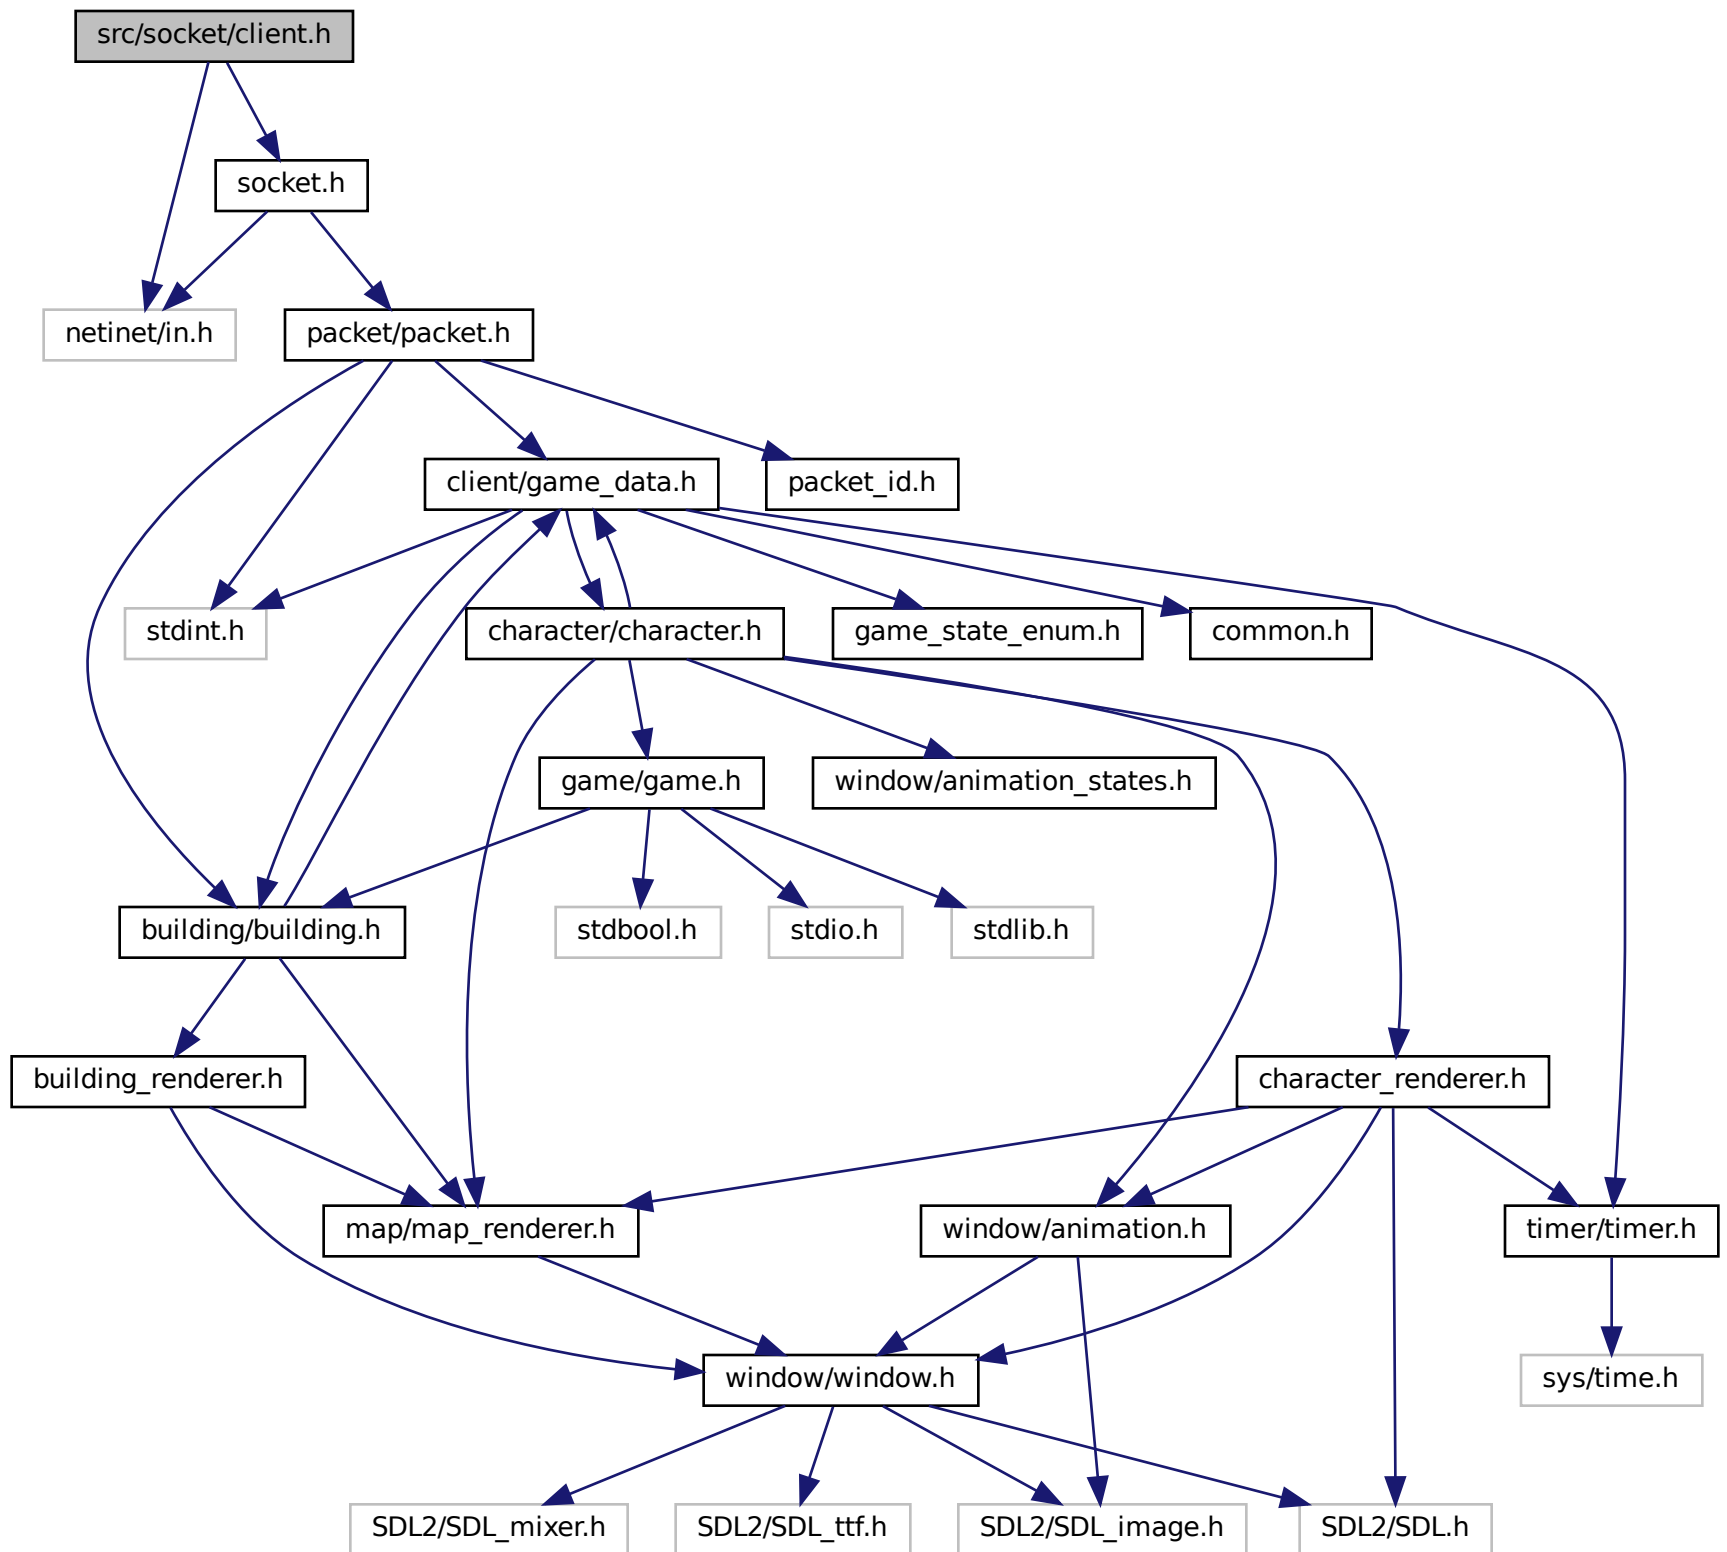 src/socket/client.h
socket.h
netinet/in.h
packet/packet.h
client/game_data.h
packet_id.h
stdint.h
character/character.h
game_state_enum.h
common.h
game/game.h
window/animation_states.h
building/building.h
stdbool.h
stdio.h
stdlib.h
building_renderer.h
character_renderer.h
map/map_renderer.h
window/animation.h
timer/timer.h
window/window.h
sys/time.h
SDL2/SDL_mixer.h
SDL2/SDL_ttf.h
SDL2/SDL_image.h
SDL2/SDL.h